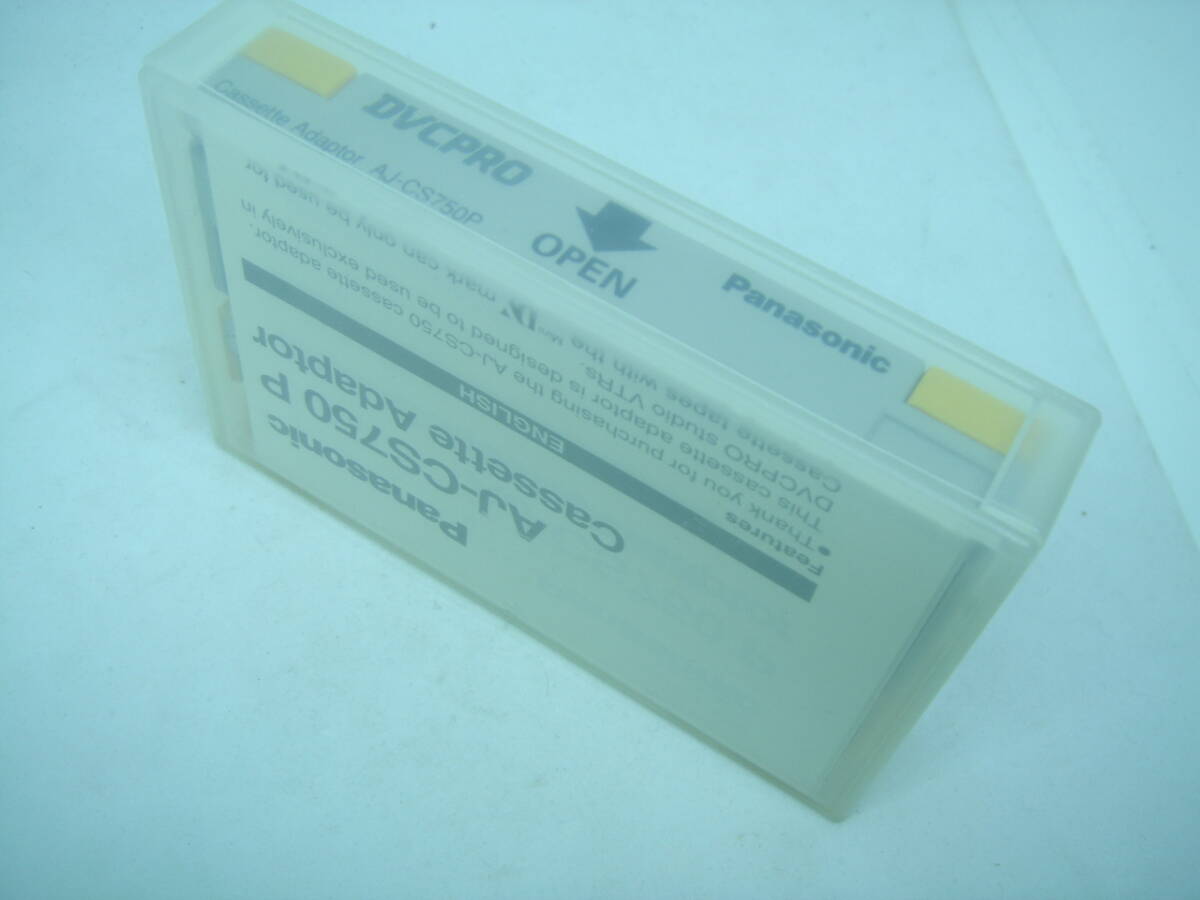 DVCPRO
Cassette Adaptor AJ-CS750P
OPEN
Panasonic
Panasonic
AJ-CS750 P
Cassette Adaptor
ENGLISH
Features
•Thank you for purchasing the AJ-CS750 cassette adaptor.
This cassette adaptor is designed to be used exclusively in
DVCPRO studio VTRs.
Cassette tapes with the Mini DV mark can only be used for